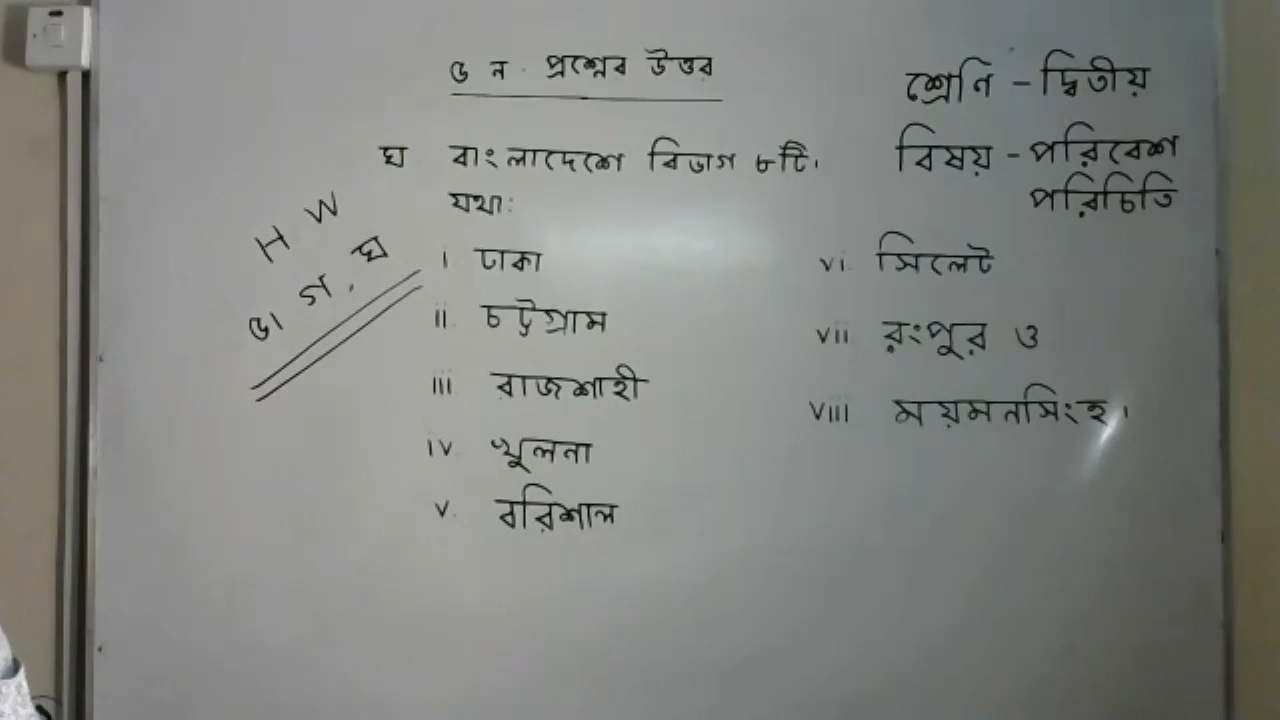 ৬ ন প্রশ্নের উত্তর
শ্রেনি - দ্বিতীয়
বিষয় - পরিবেশ
পরিচিতি
ঘ বাংলাদেশে বিভাগ ৮টি।
যথা:
i ঢাকা
ii চট্টগ্রাম
iii রাজশাহী
iv খুলনা
v. বরিশাল
vi. সিলেট
vii রংপুর ও
viii ময়মনসিংহ।
H W
৬। গ. ঘ